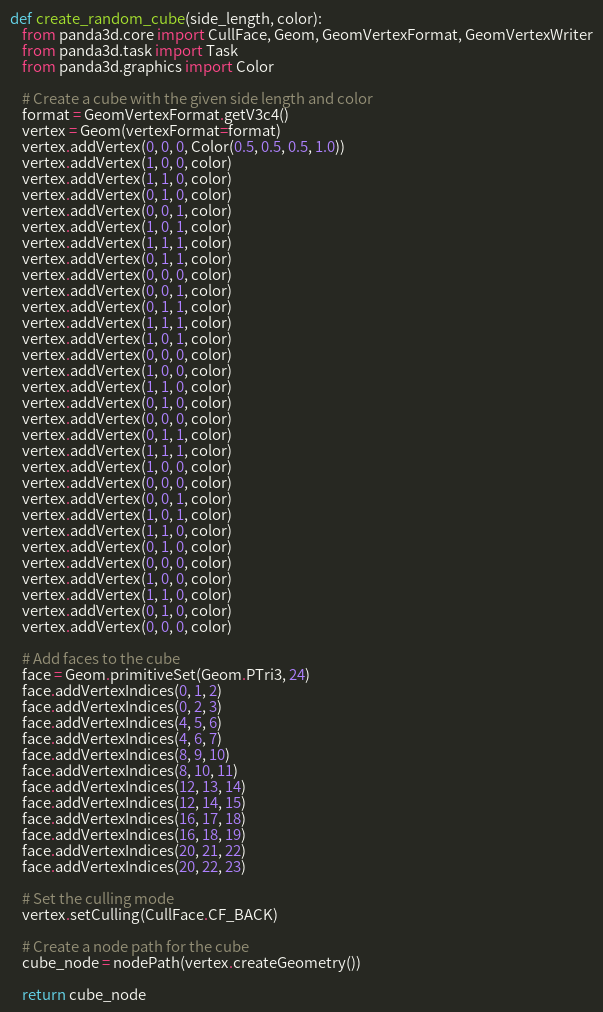 def create_random_cube(side_length, color):
from panda3d.core import CullFace, Geom, GeomVertexFormat, GeomVertexWriter
from panda3d.task import Task
from panda3d.graphics import Color
# Create a cube with the given side length and color
format = GeomVertexFormat.getV3c4()
vertex = Geom(vertexFormat=format)
vertex.addVertex(0, 0, 0, Color(0.5, 0.5, 0.5, 1.0))
vertex.addVertex(1, 0, 0, color)
vertex.addVertex(1, 1, 0, color)
vertex.addVertex(0, 1, 0, color)
vertex.addVertex(0, 0, 1, color)
vertex.addVertex(1, 0, 1, color)
vertex.addVertex(1, 1, 1, color)
vertex.addVertex(0, 1, 1, color)
vertex.addVertex(0, 0, 0, color)
vertex.addVertex(0, 0, 1, color)
vertex.addVertex(0, 1, 1, color)
vertex.addVertex(1, 1, 1, color)
vertex.addVertex(1, 0, 1, color)
vertex.addVertex(0, 0, 0, color)
vertex.addVertex(1, 0, 0, color)
vertex.addVertex(1, 1, 0, color)
vertex.addVertex(0, 1, 0, color)
vertex.addVertex(0, 0, 0, color)
vertex.addVertex(0, 1, 1, color)
vertex.addVertex(1, 1, 1, color)
vertex.addVertex(1, 0, 0, color)
vertex.addVertex(0, 0, 0, color)
vertex.addVertex(0, 0, 1, color)
vertex.addVertex(1, 0, 1, color)
vertex.addVertex(1, 1, 0, color)
vertex.addVertex(0, 1, 0, color)
vertex.addVertex(0, 0, 0, color)
vertex.addVertex(1, 0, 0, color)
vertex.addVertex(1, 1, 0, color)
vertex.addVertex(0, 1, 0, color)
vertex.addVertex(0, 0, 0, color)
# Add faces to the cube
face = Geom.primitiveSet(Geom.PTri3, 24)
face.addVertexIndices(0, 1, 2)
face.addVertexIndices(0, 2, 3)
face.addVertexIndices(4, 5, 6)
face.addVertexIndices(4, 6, 7)
face.addVertexIndices(8, 9, 10)
face.addVertexIndices(8, 10, 11)
face.addVertexIndices(12, 13, 14)
face.addVertexIndices(12, 14, 15)
face.addVertexIndices(16, 17, 18)
face.addVertexIndices(16, 18, 19)
face.addVertexIndices(20, 21, 22)
face.addVertexIndices(20, 22, 23)
# Set the culling mode
vertex.setCulling(CullFace.CF_BACK)
# Create a node path for the cube
cube_node = nodePath(vertex.createGeometry())
return cube_node